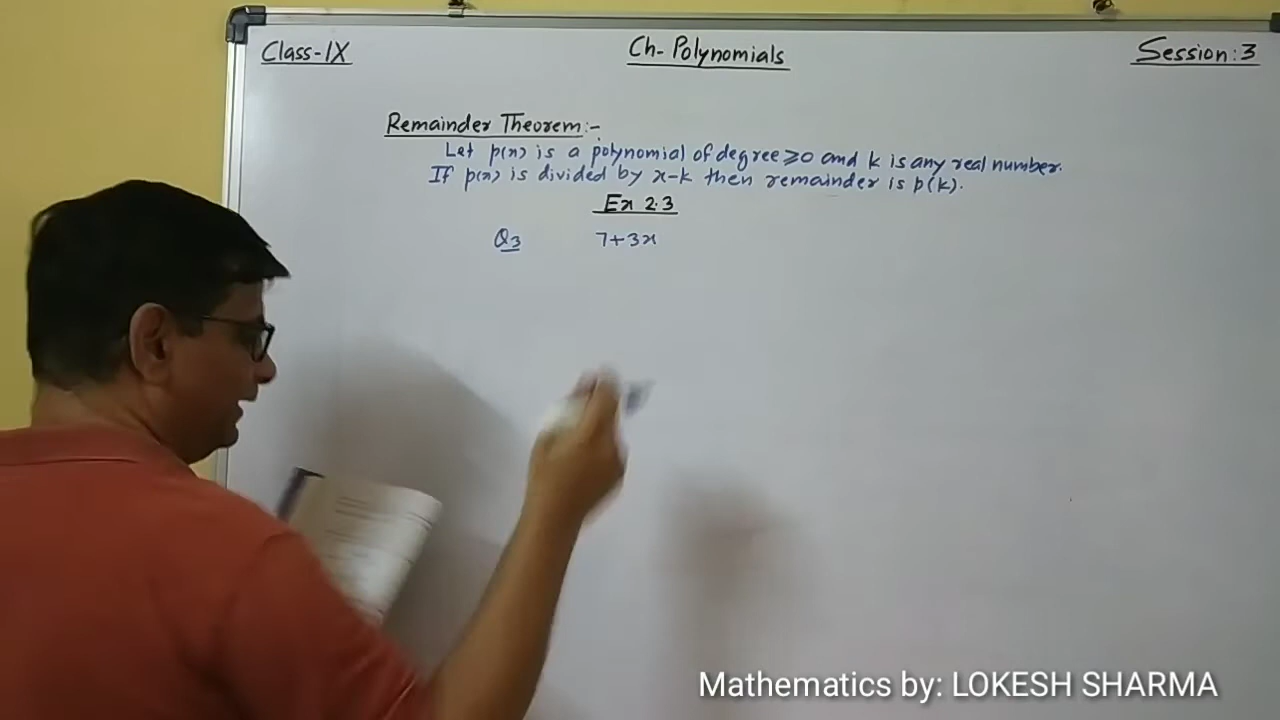 Class-IX
Ch- Polynomials
Session: 3
Remainder Theorem:-
Let p(x) is a polynomial of degree ≥ 0 and k is any real number.
If p(x) is divided by x-k then remainder is p(k).
Ex 2.3
Q3 7+3x
Mathematics by: LOKESH SHARMA